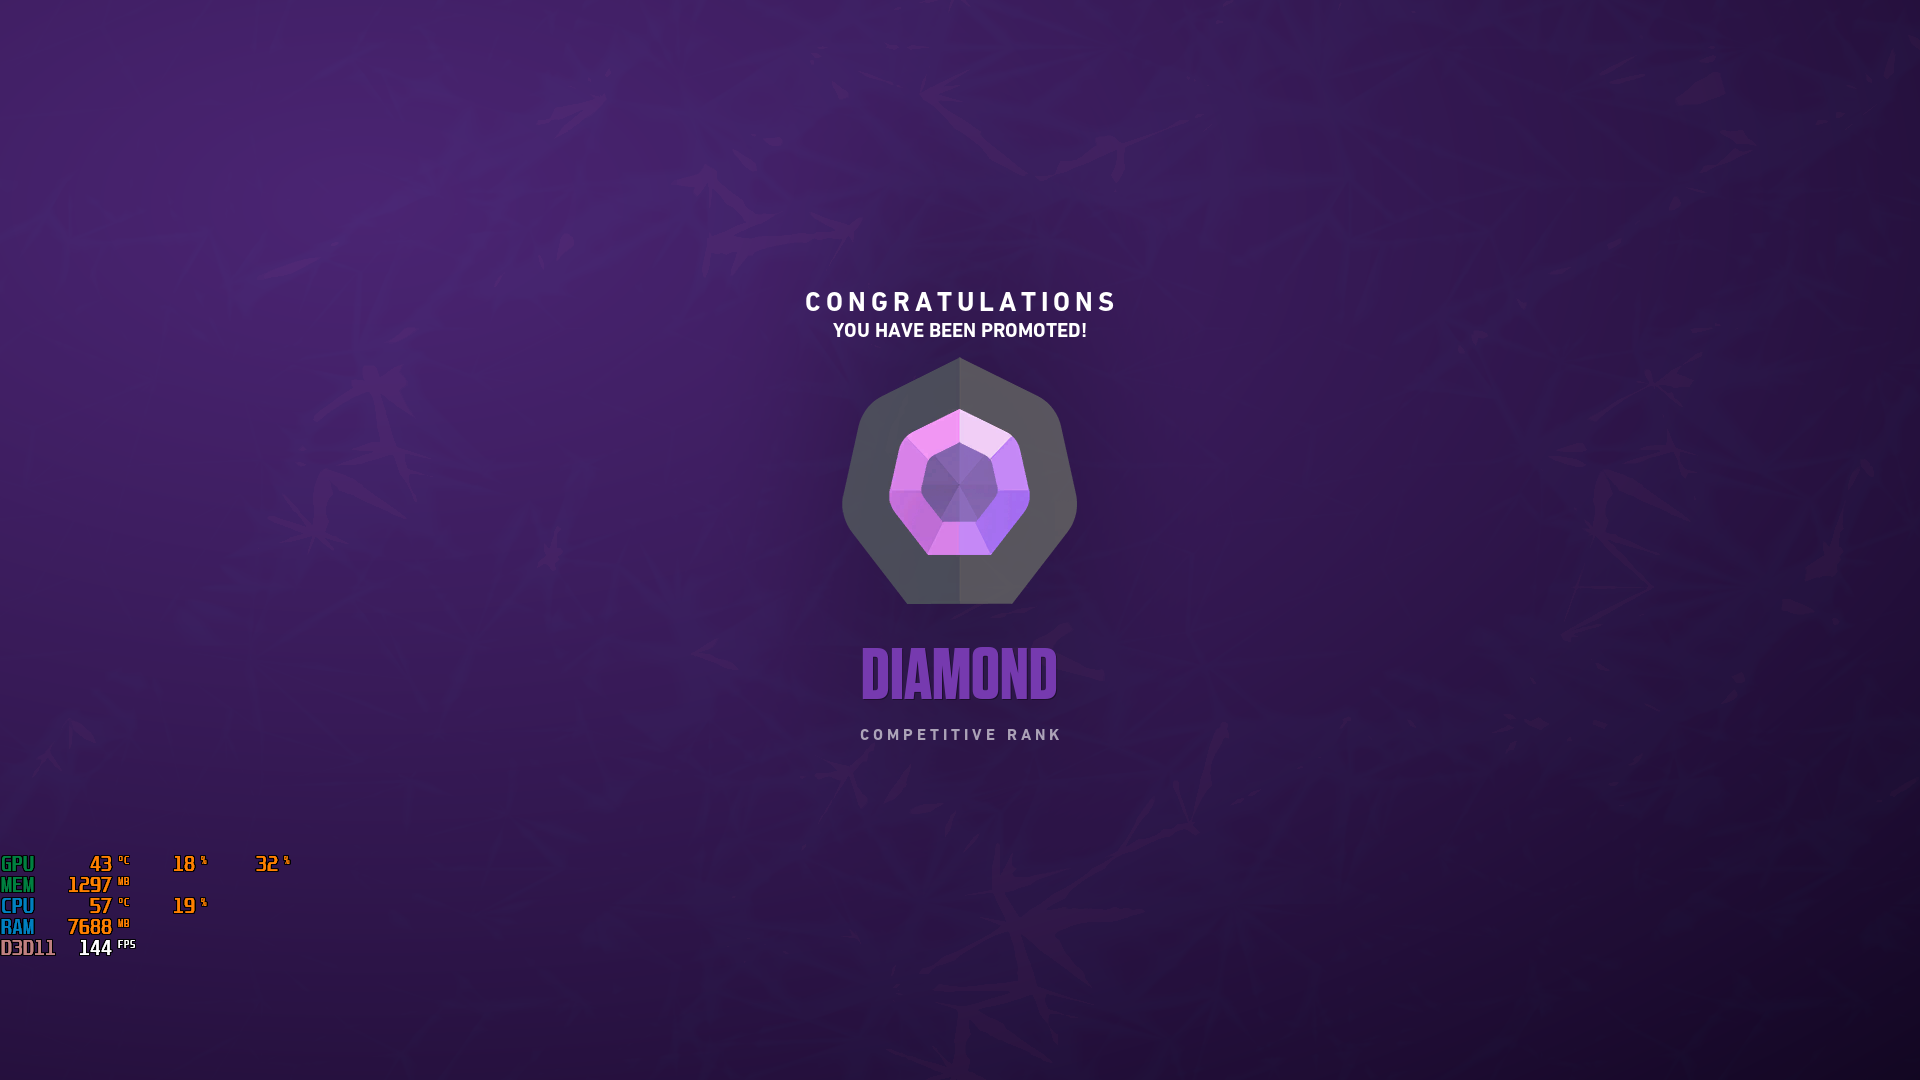 CONGRATULATIONS
YOU HAVE BEEN PROMOTED!
DIAMOND
COMPETITIVE RANK
GPU 43 °C 18 % 32 %
MEM 1297 MB
CPU 57 °C 19 %
RAM 7688 MB
D3D11 144 FPS